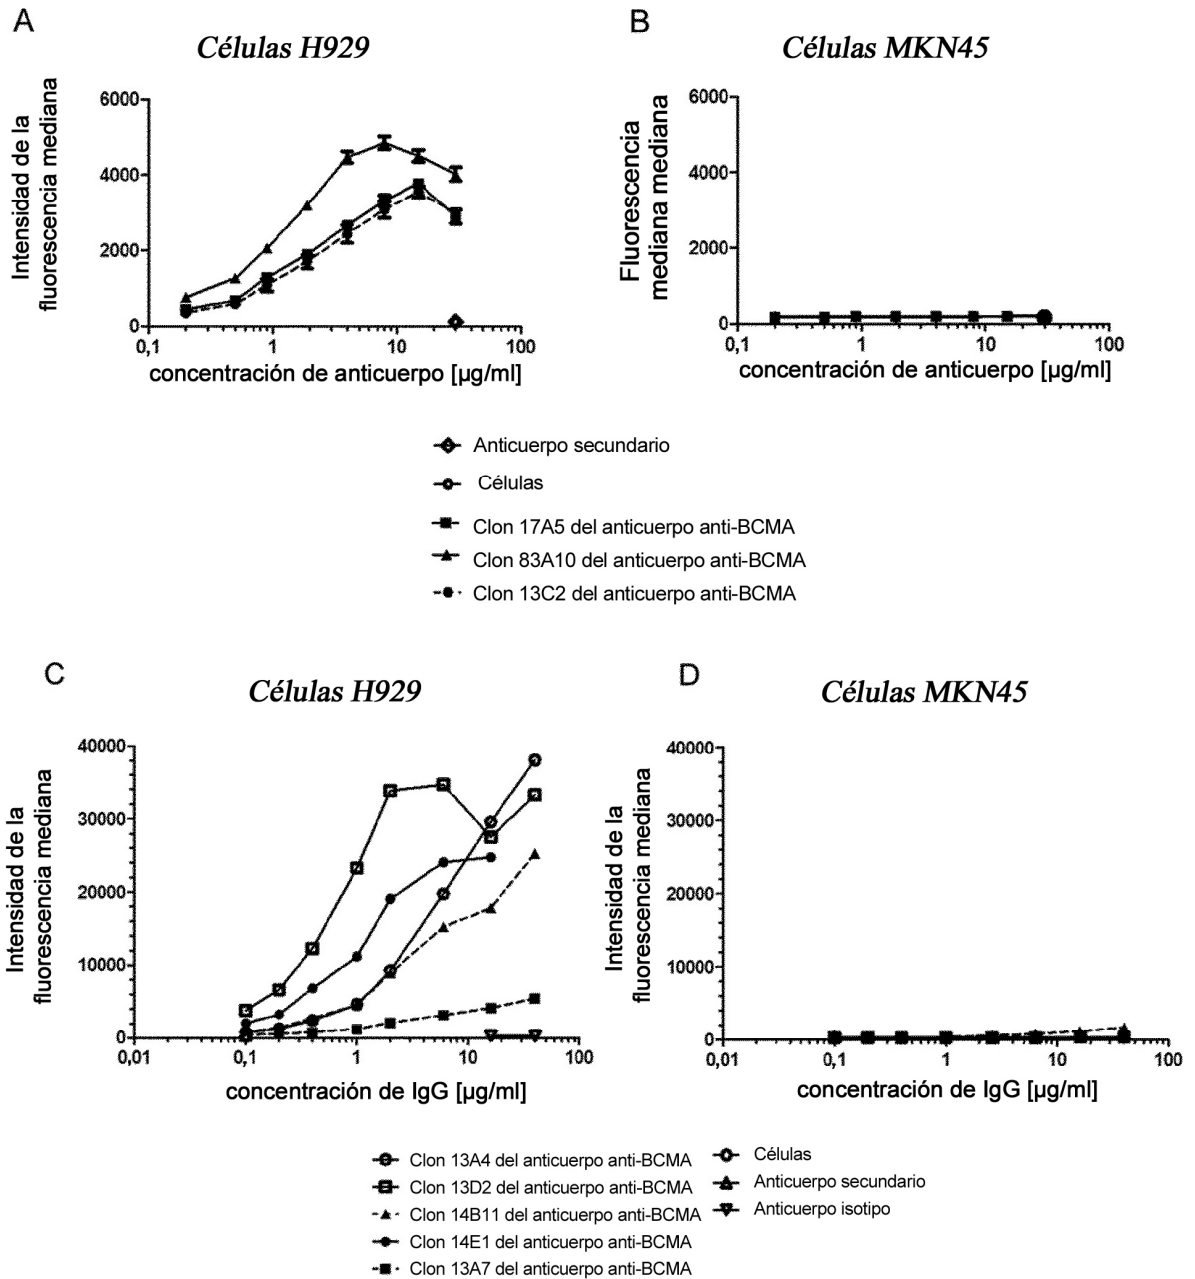 A
Células H929
Intensidad de la
fluorescencia mediana
6000
4000
2000
0
0,1
1
10
100
concentración de anticuerpo [µg/ml]
B
Células MKN45
Fluorescencia
mediana mediana
6000
4000
2000
0
0,1
1
10
100
concentración de anticuerpo [µg/ml]
Anticuerpo secundario
Células
Clon 17A5 del anticuerpo anti-BCMA
Clon 83A10 del anticuerpo anti-BCMA
Clon 13C2 del anticuerpo anti-BCMA
C
Células H929
Intensidad de la
fluorescencia mediana
40000
30000
20000
10000
0
0,01
0,1
1
10
100
concentración de IgG [µg/ml]
D
Células MKN45
Intensidad de la
fluorescencia mediana
40000
30000
20000
10000
0
0,01
0,1
1
10
100
concentración de IgG [µg/ml]
Clon 13A4 del anticuerpo anti-BCMA
Clon 13D2 del anticuerpo anti-BCMA
Clon 14B11 del anticuerpo anti-BCMA
Clon 14E1 del anticuerpo anti-BCMA
Clon 13A7 del anticuerpo anti-BCMA
Células
Anticuerpo secundario
Anticuerpo isotipo